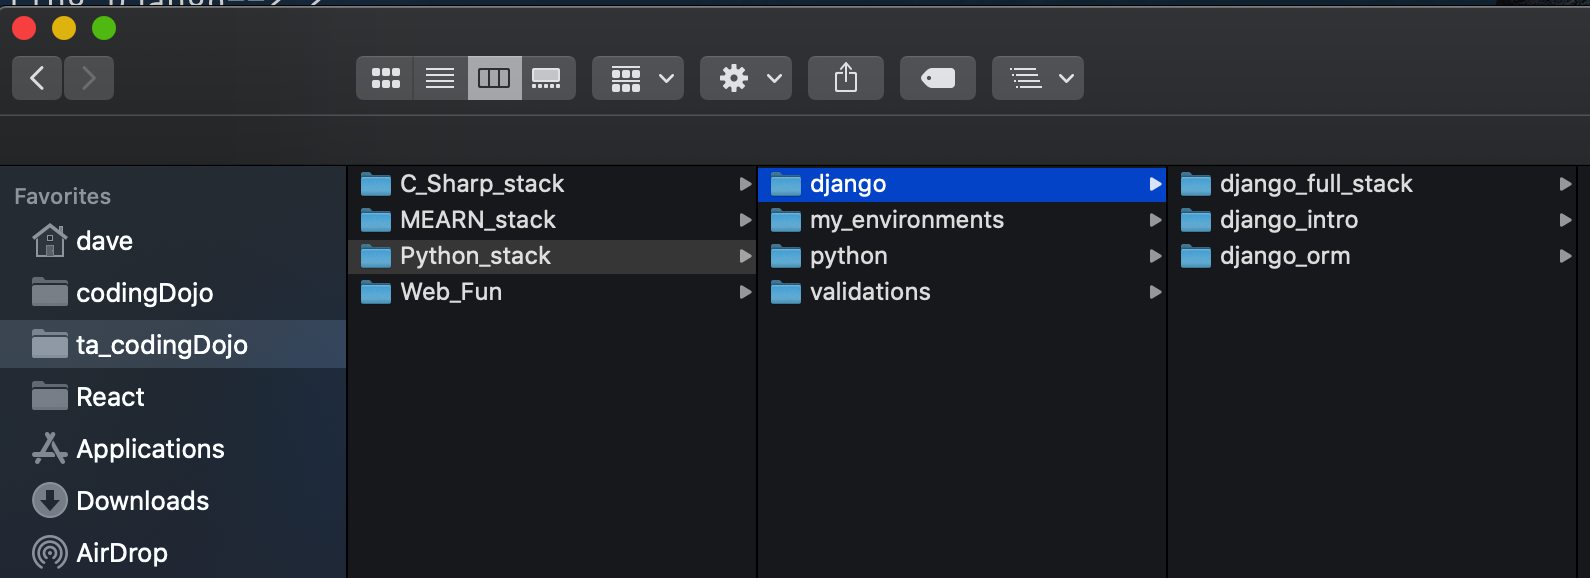 Favorites
dave
codingDojo
ta_codingDojo
React
Applications
Downloads
AirDrop
C_Sharp_stack
MEARN_stack
Python_stack
Web_Fun
django
my_environments
python
validations
django_full_stack
django_intro
django_orm